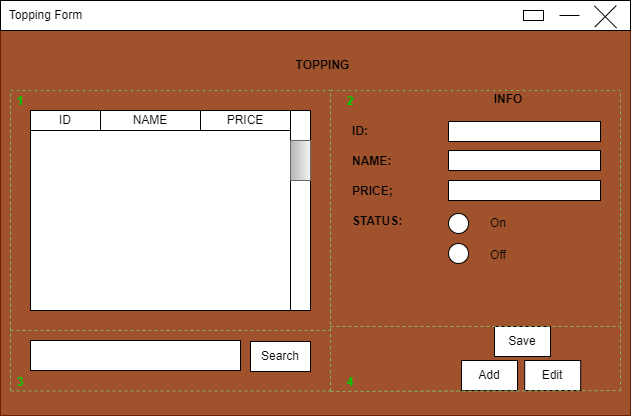 Topping Form
TOPPING
1
ID NAME PRICE
2
INFO
ID:
NAME:
PRICE;
STATUS:
On
Off
3
Search
4
Save
Add Edit